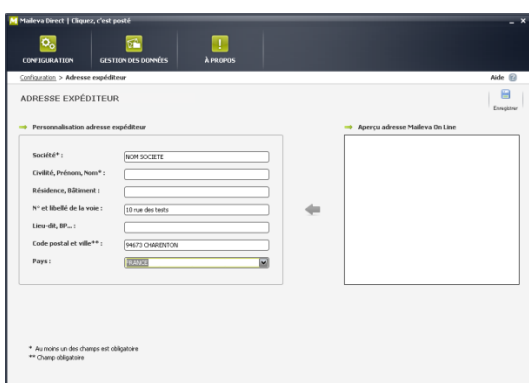 Maileva Direct | Cliquez, c'est posté
CONFIGURATION GESTION DES DONNÉES À PROPOS
Configuration > Adresse expéditeur Aide
ADRESSE EXPÉDITEUR
Enregistrer
Personnalisation adresse expéditeur
Aperçu adresse Maileva On Line
Société* : NOM SOCIETE
Civilité, Prénom, Nom* :
Résidence, Bâtiment :
N° et libellé de la voie : 10 rue des tests
Lieu-dit, BP... :
Code postal et ville** : 94673 CHARENTON
Pays : FRANCE
* Au moins un des champs est obligatoire
** Champ obligatoire